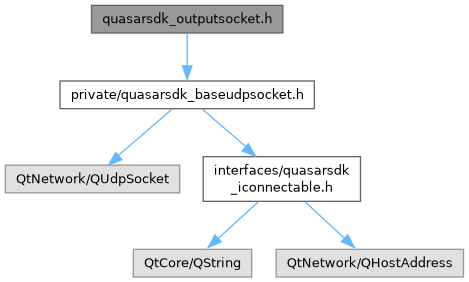 quasarsdk_outputsocket.h
private/quasarsdk_baseudpsocket.h
QtNetwork/QUdpSocket
interfaces/quasarsdk
_iconnectable.h
QtCore/QString
QtNetwork/QHostAddress